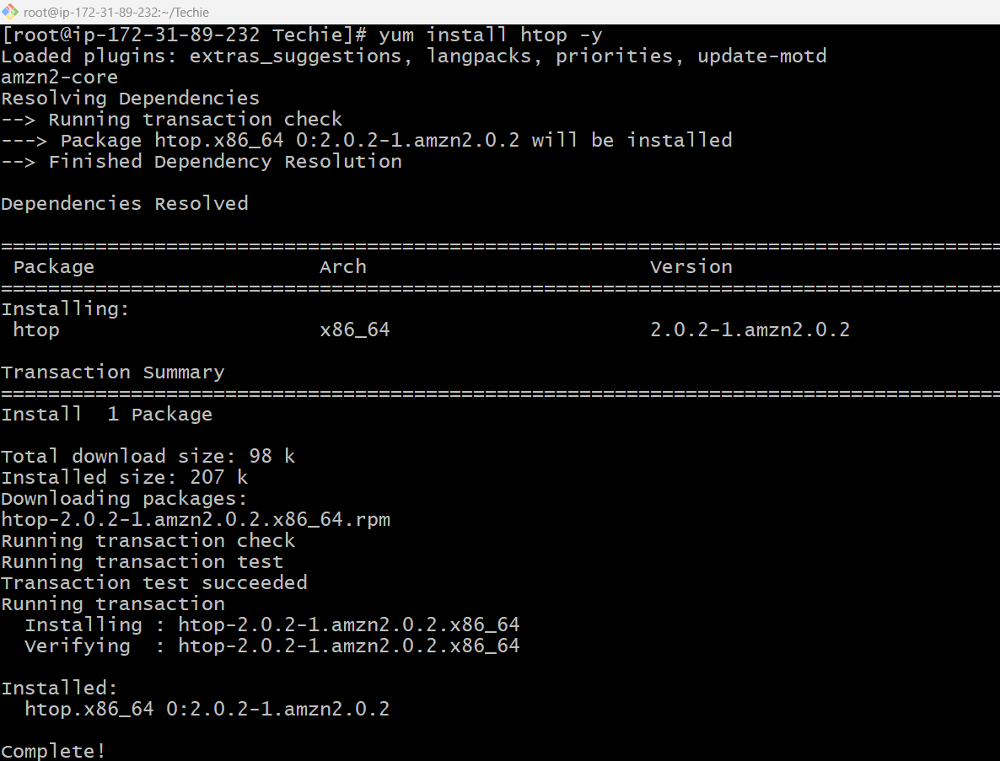 root@ip-172-31-89-232:~/Techie
[root@ip-172-31-89-232 Techie]# yum install htop -y
Loaded plugins: extras_suggestions, langpacks, priorities, update-motd
amzn2-core
Resolving Dependencies
--> Running transaction check
---> Package htop.x86_64 0:2.0.2-1.amzn2.0.2 will be installed
--> Finished Dependency Resolution

Dependencies Resolved

=====================================================================================
 Package                   Arch                        Version
=====================================================================================
Installing:
 htop                      x86_64                      2.0.2-1.amzn2.0.2

Transaction Summary
=====================================================================================
Install  1 Package

Total download size: 98 k
Installed size: 207 k
Downloading packages:
htop-2.0.2-1.amzn2.0.2.x86_64.rpm
Running transaction check
Running transaction test
Transaction test succeeded
Running transaction
  Installing : htop-2.0.2-1.amzn2.0.2.x86_64
  Verifying  : htop-2.0.2-1.amzn2.0.2.x86_64

Installed:
  htop.x86_64 0:2.0.2-1.amzn2.0.2

Complete!